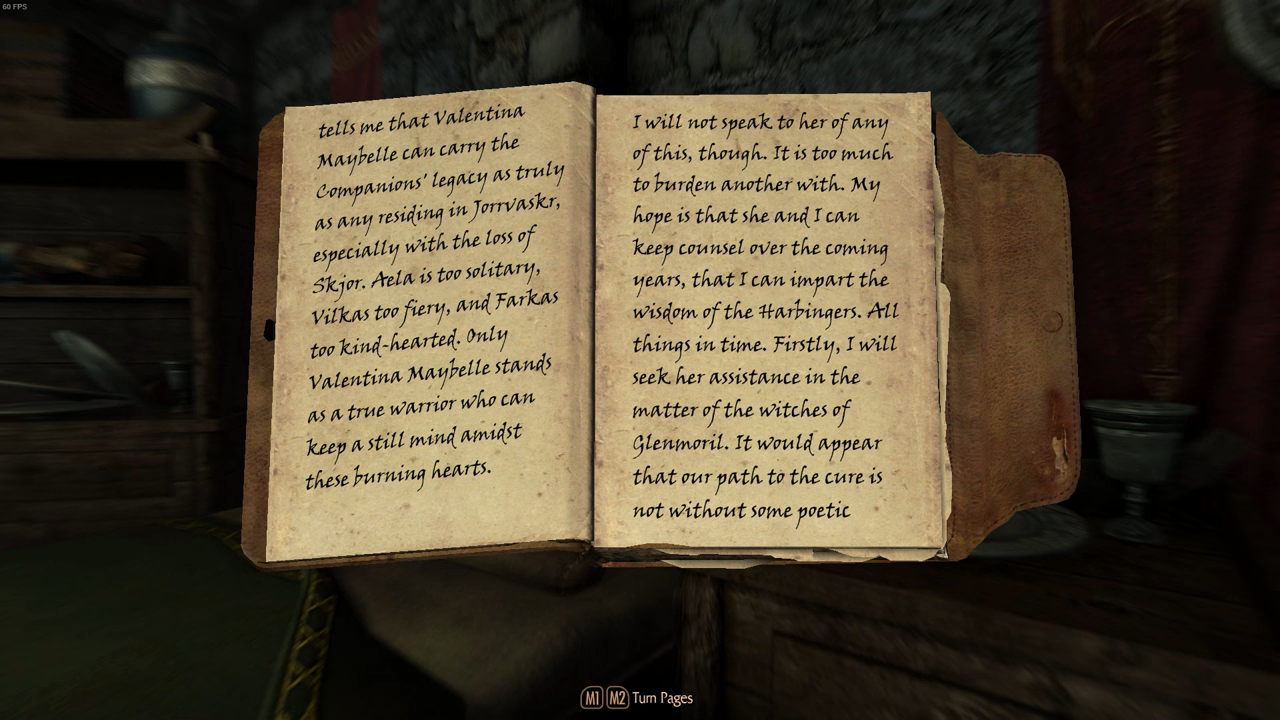 60 FPS
tells me that Valentina
Maybelle can carry the
Companions' legacy as truly
as any residing in Jorrvaskr,
especially with the loss of
Skjor. Aela is too solitary,
Vilkas too fiery, and Farkas
too kind-hearted. Only
Valentina Maybelle stands
as a true warrior who can
keep a still mind amidst
these burning hearts.
I will not speak to her of any
of this, though. It is too much
to burden another with. My
hope is that she and I can
keep counsel over the coming
years, that I can impart the
wisdom of the Harbingers. All
things in time. Firstly, I will
seek her assistance in the
matter of the witches of
Glenmoril. It would appear
that our path to the cure is
not without some poetic
M1 M2 Turn Pages